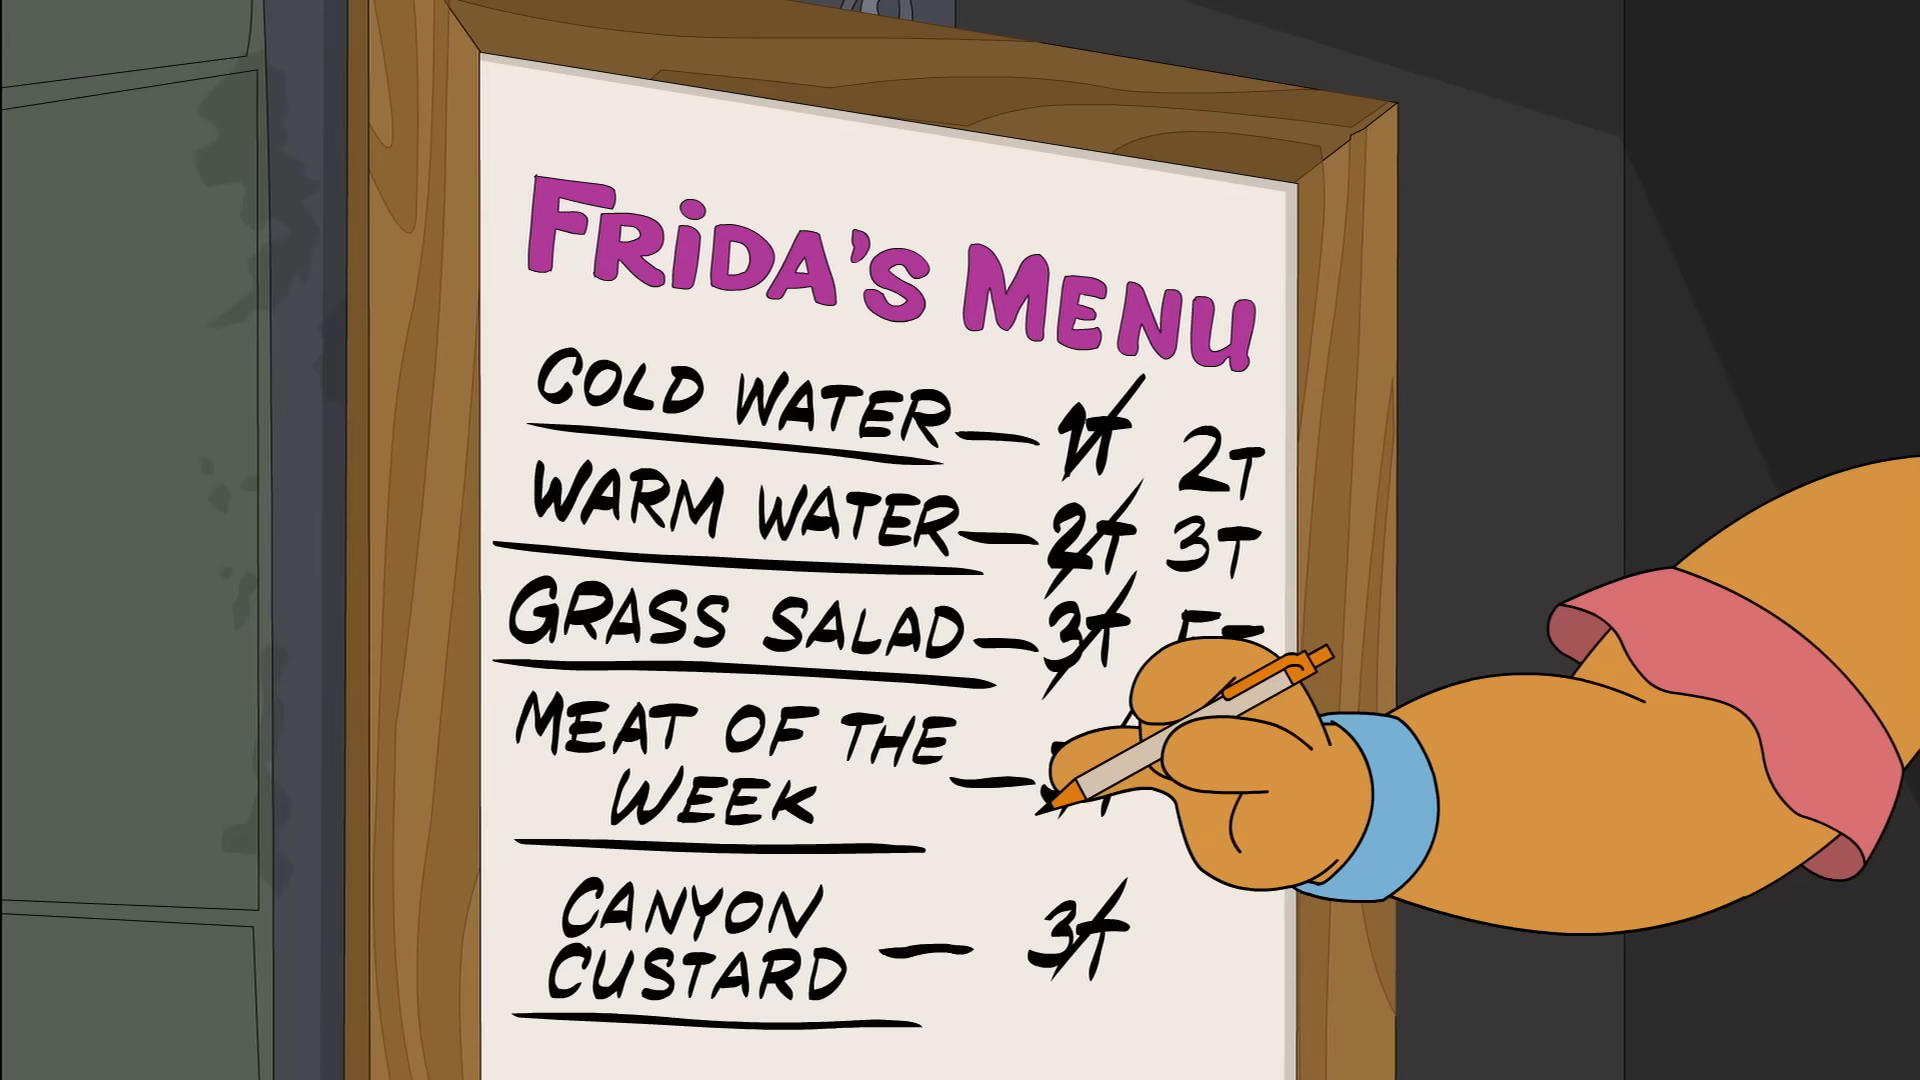 FRiDA'S MENU
COLD WATER — 1T 2T
WARM WATER — 2T 3T
GRASS SALAD — 3T 5T
MEAT OF THE
WEEK —
CANYON
CUSTARD — 3T